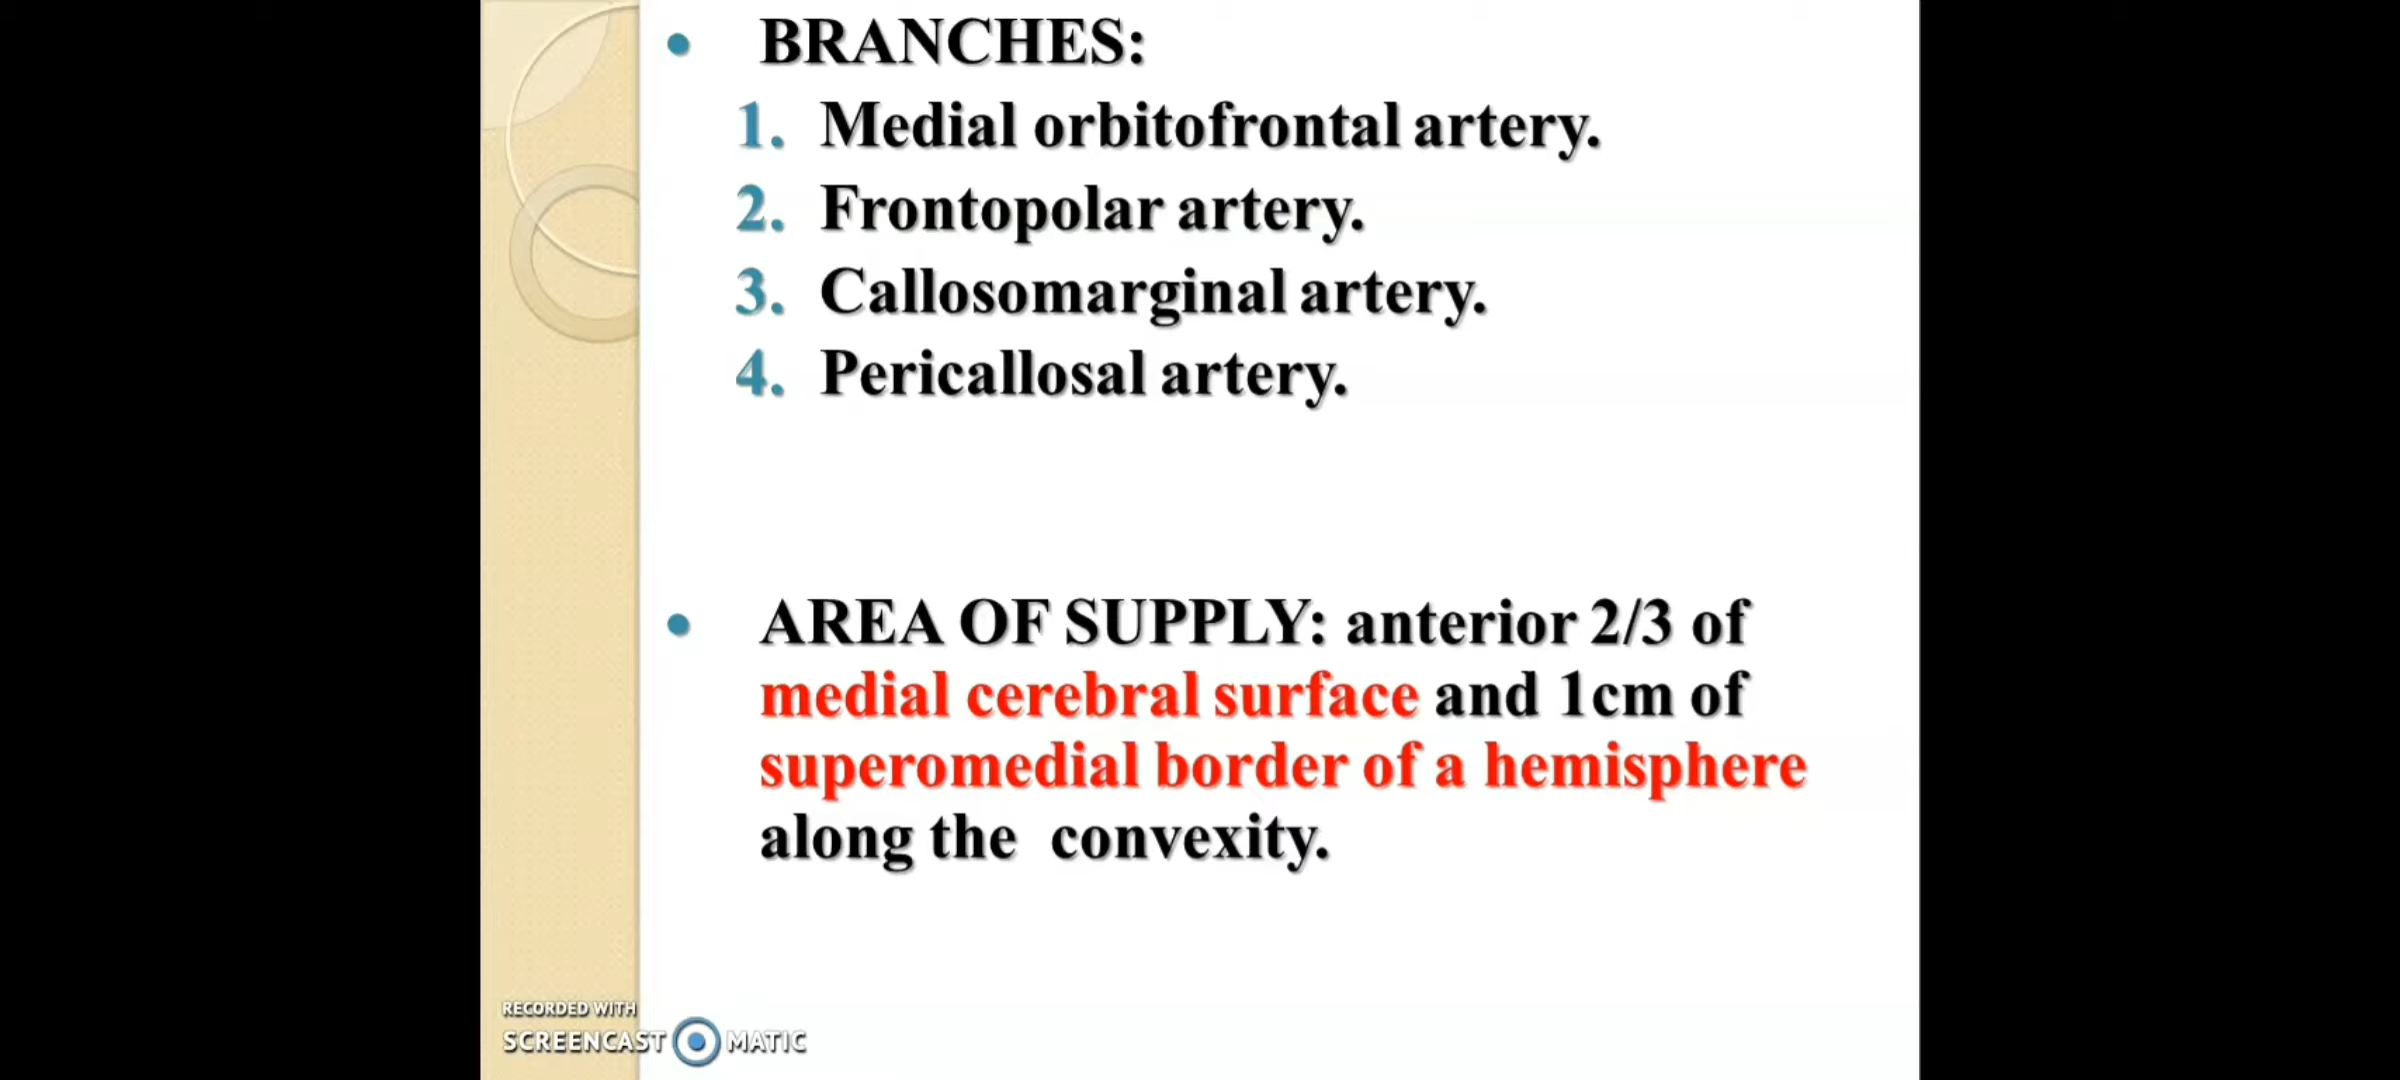 • BRANCHES:
1. Medial orbitofrontal artery.
2. Frontopolar artery.
3. Callosomarginal artery.
4. Pericallosal artery.
• AREA OF SUPPLY: anterior 2/3 of
medial cerebral surface and 1cm of
superomedial border of a hemisphere
along the convexity.
RECORDED WITH
SCREENCAST MATIC